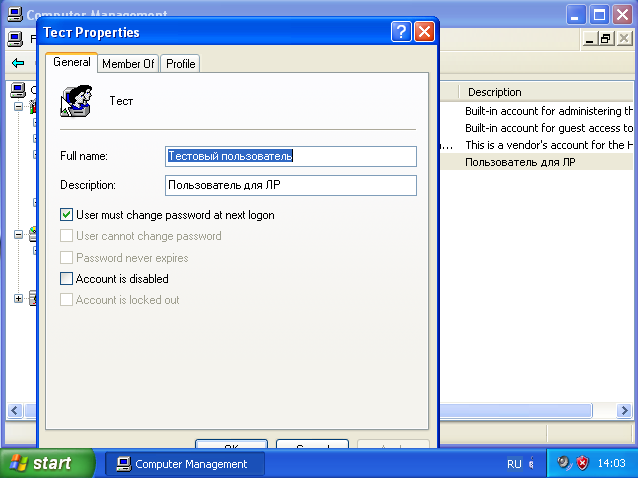 Computer Management
Тест Properties
General
Member Of
Profile
Тест
Full name:
Тестовый пользователь
Description:
Пользователь для ЛР
User must change password at next logon
User cannot change password
Password never expires
Account is disabled
Account is locked out
Description
Built-in account for administering th
Built-in account for guest access to
This is a vendor's account for the H
Пользователь для ЛР
start
Computer Management
RU
14:03